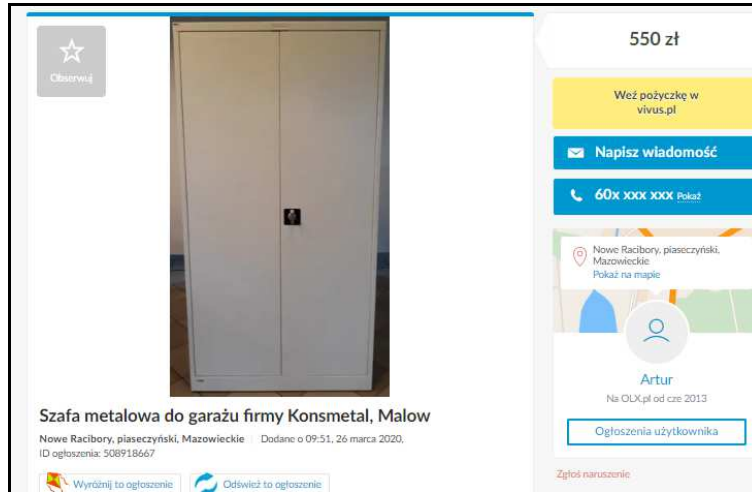 Obserwuj
550 zł
Weź pożyczkę w
vivus.pl
Napisz wiadomość
60x xxx xxx Pokaż
Nowe Racibory, piaseczyński,
Mazowieckie
Pokaż na mapie
Artur
Na OLX.pl od cze 2013
Ogłoszenia użytkownika
Zgłoś naruszenie
Szafa metalowa do garażu firmy Konsmetal, Malow
Nowe Racibory, piaseczyński, Mazowieckie | Dodane o 09:51, 26 marca 2020,
ID ogłoszenia: 508918667
Wyróżnij to ogłoszenie
Odśwież to ogłoszenie